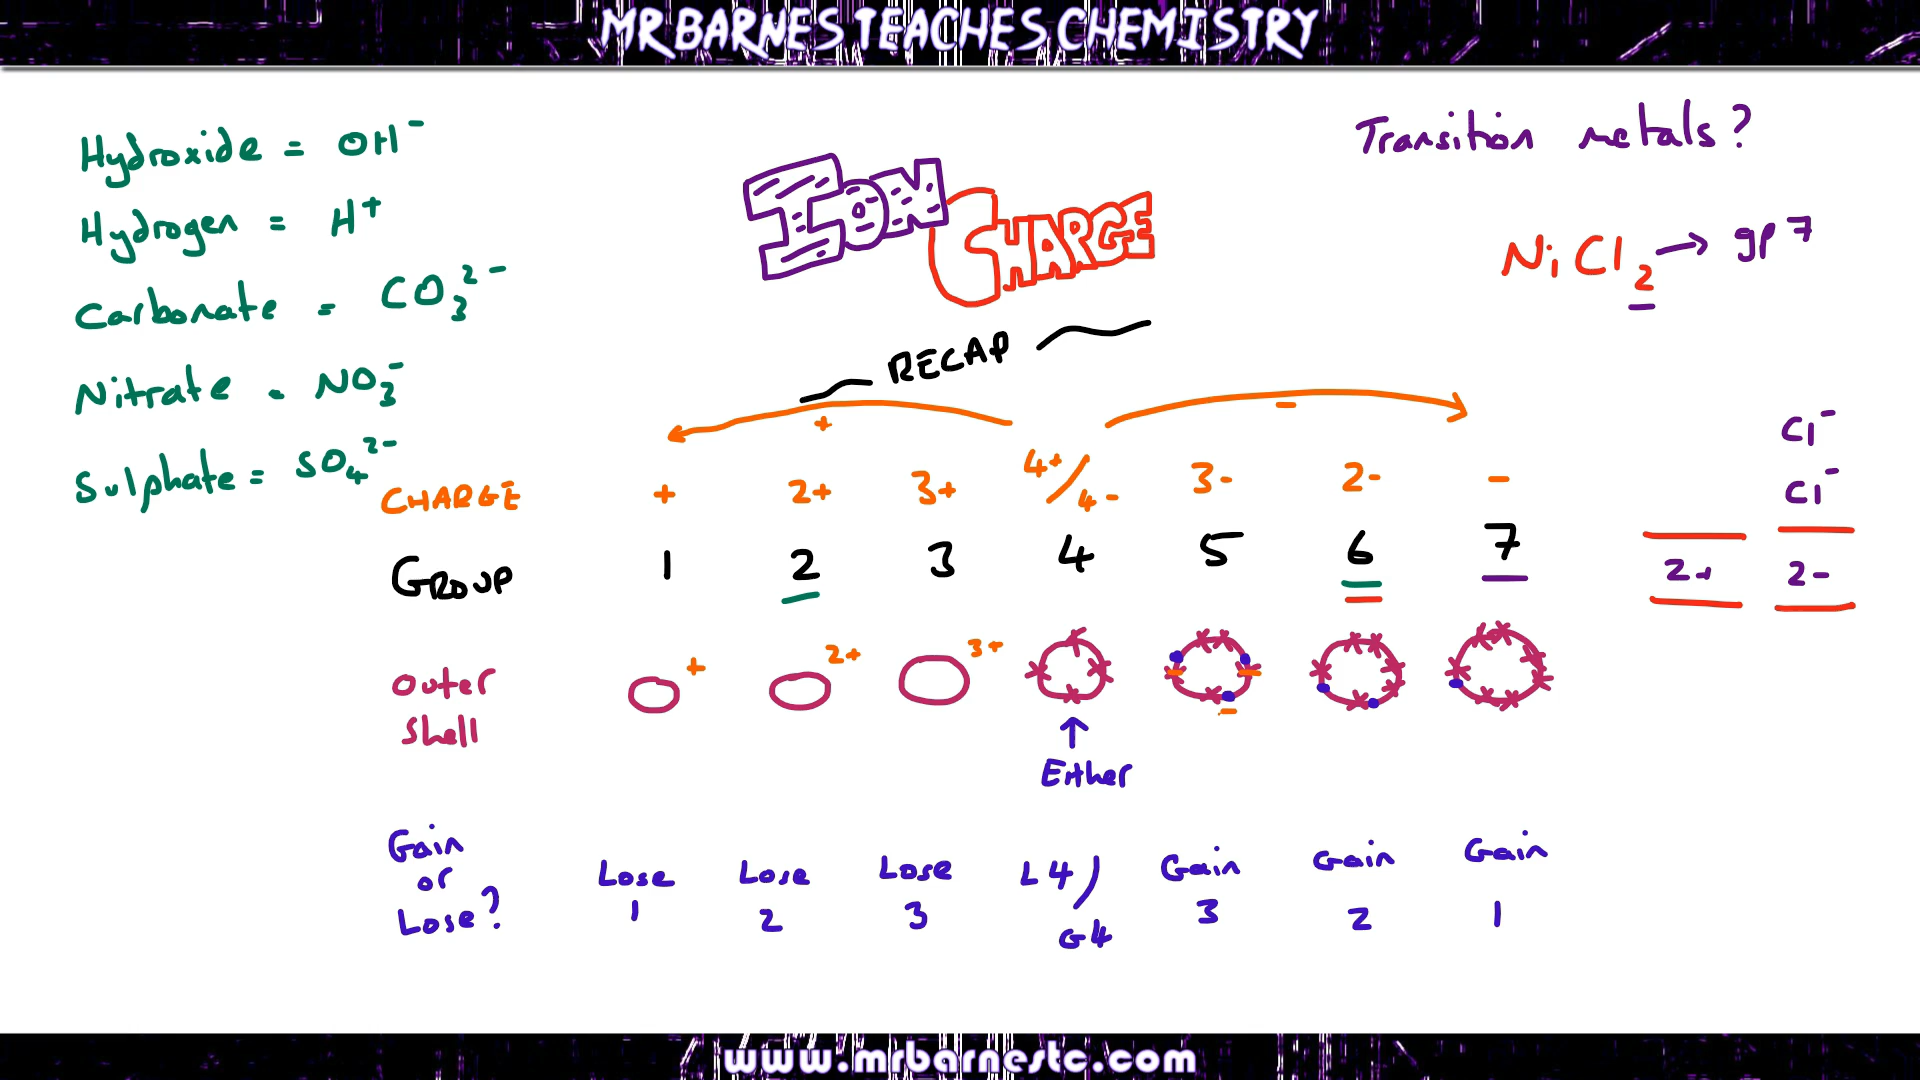 MR BARNES TEACHES CHEMISTRY
Hydroxide = OH⁻
Hydrogen = H⁺
Carbonate = CO₃²⁻
Nitrate = NO₃⁻
Sulphate = SO₄²⁻
ION CHARGE
RECAP
Transition metals?
NiCl₂ → gp 7
Cl⁻
Cl⁻
2+ 2-
+ -
CHARGE + 2+ 3+ 4+/4- 3- 2- -
GROUP 1 2 3 4 5 6 7
Outer + 2+ 3+
Shell
↑
Either
Gain
or
Lose?
Lose Lose Lose L4/ Gain Gain Gain
1 2 3 G4 3 2 1
www.mrbarnestc.com